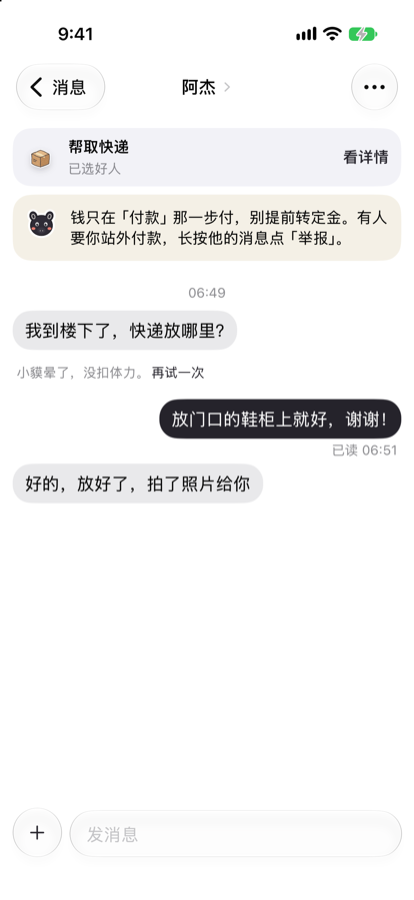 9:41
消息
阿杰
帮取快递
已选好人
看详情
钱只在「付款」那一步付，别提前转定金。有人
要你站外付款，长按他的消息点「举报」。
06:49
我到楼下了，快递放哪里？
小貘晕了，没扣体力。再试一次
放门口的鞋柜上就好，谢谢！
已读 06:51
好的，放好了，拍了照片给你
发消息